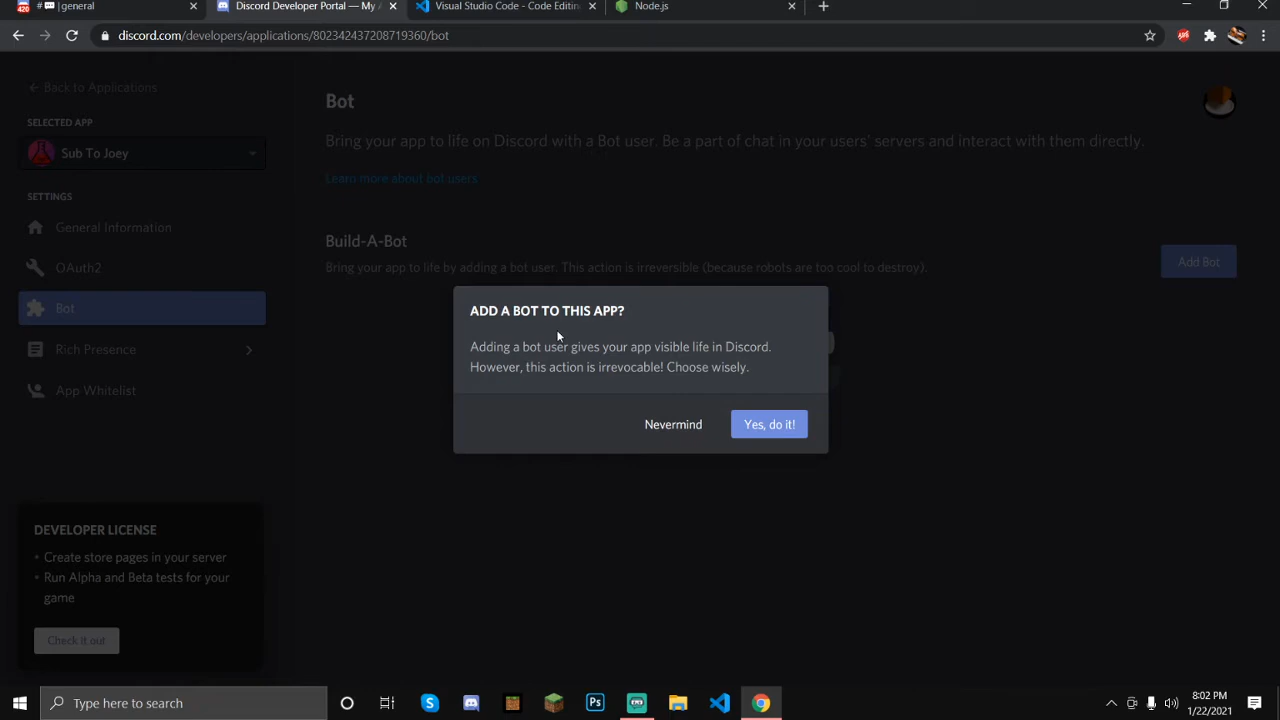 420
#📖|general
Discord Developer Portal — My A
Visual Studio Code - Code Editin
Node.js
discord.com/developers/applications/802342437208719360/bot
← Back to Applications
SELECTED APP
Sub To Joey
SETTINGS
General Information
OAuth2
Bot
Rich Presence
App Whitelist
DEVELOPER LICENSE
• Create store pages in your server
• Run Alpha and Beta tests for your
game
Check it out
Bot
Bring your app to life on Discord with a Bot user. Be a part of chat in your users' servers and interact with them directly.
Learn more about bot users
Build-A-Bot
Bring your app to life by adding a bot user. This action is irreversible (because robots are too cool to destroy).
Add Bot
ADD A BOT TO THIS APP?
Adding a bot user gives your app visible life in Discord.
However, this action is irrevocable! Choose wisely.
Nevermind
Yes, do it!
Type here to search
Ps
8:02 PM
1/22/2021